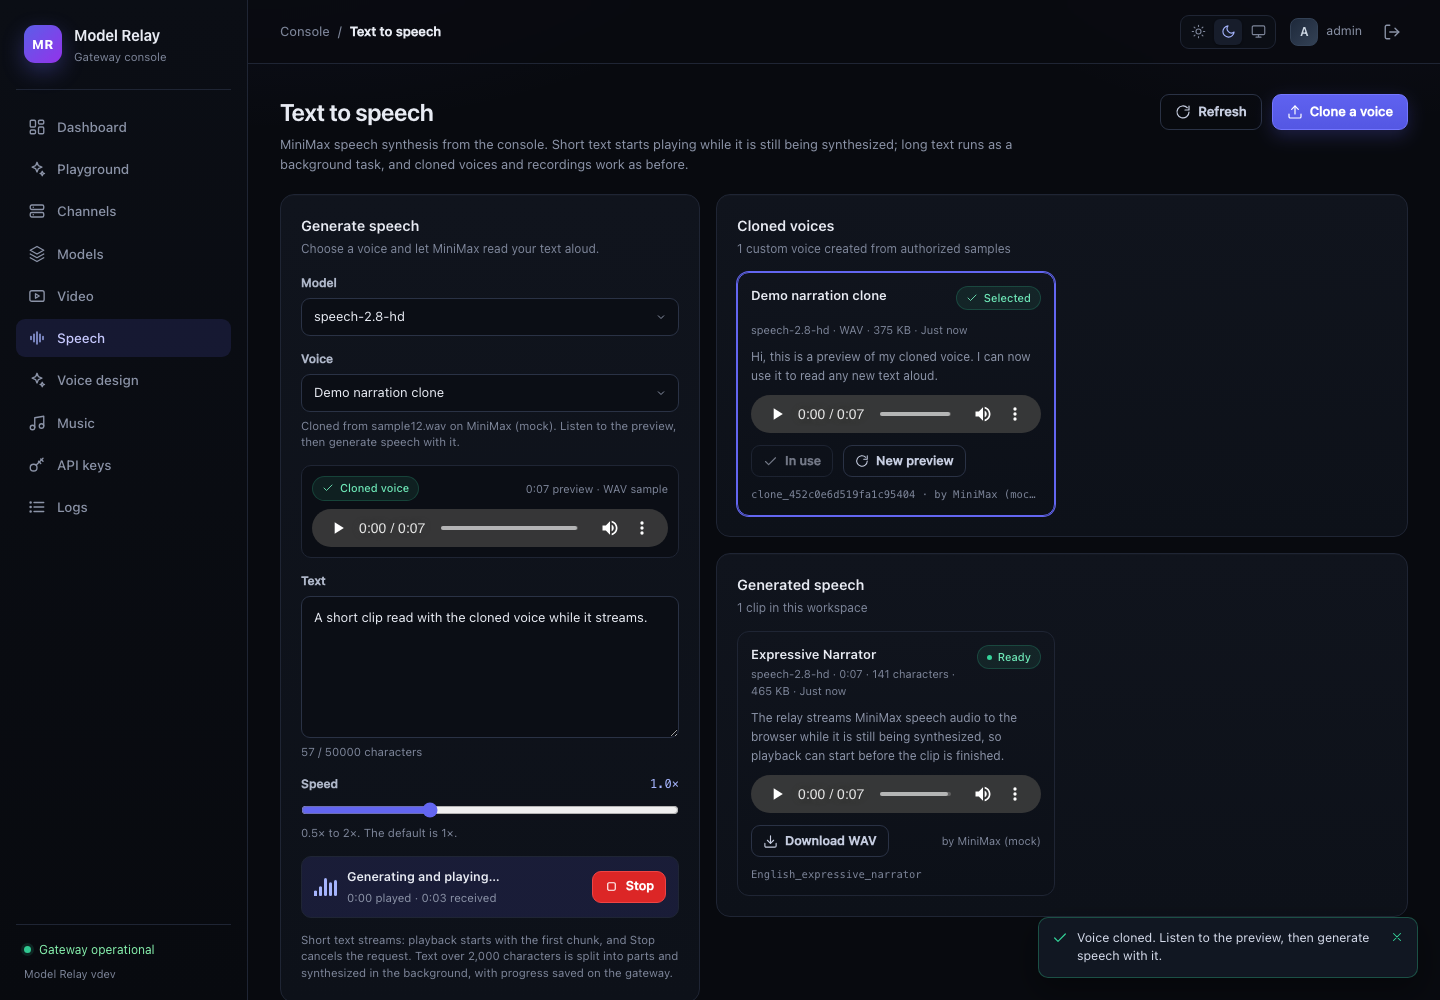 MR
Model Relay
Gateway console
Dashboard
Playground
Channels
Models
Video
Speech
Voice design
Music
API keys
Logs
Gateway operational
Model Relay vdev
Console / Text to speech
A admin
Text to speech
Refresh
Clone a voice
MiniMax speech synthesis from the console. Short text starts playing while it is still being synthesized; long text runs as a
background task, and cloned voices and recordings work as before.
Generate speech
Choose a voice and let MiniMax read your text aloud.
Model
speech-2.8-hd
Voice
Demo narration clone
Cloned from sample12.wav on MiniMax (mock). Listen to the preview,
then generate speech with it.
Cloned voice
0:07 preview · WAV sample
0:00 / 0:07
Text
A short clip read with the cloned voice while it streams.
57 / 50000 characters
Speed
1.0×
0.5× to 2×. The default is 1×.
Generating and playing...
0:00 played · 0:03 received
Stop
Short text streams: playback starts with the first chunk, and Stop
cancels the request. Text over 2,000 characters is split into parts and
synthesized in the background, with progress saved on the gateway.
Cloned voices
1 custom voice created from authorized samples
Demo narration clone
Selected
speech-2.8-hd · WAV · 375 KB · Just now
Hi, this is a preview of my cloned voice. I can now
use it to read any new text aloud.
0:00 / 0:07
In use
New preview
clone_452c0e6d519fa1c95404 · by MiniMax (moc…
Generated speech
1 clip in this workspace
Expressive Narrator
Ready
speech-2.8-hd · 0:07 · 141 characters ·
465 KB · Just now
The relay streams MiniMax speech audio to the
browser while it is still being synthesized, so
playback can start before the clip is finished.
0:00 / 0:07
Download WAV
by MiniMax (mock)
English_expressive_narrator
Voice cloned. Listen to the preview, then generate
speech with it.